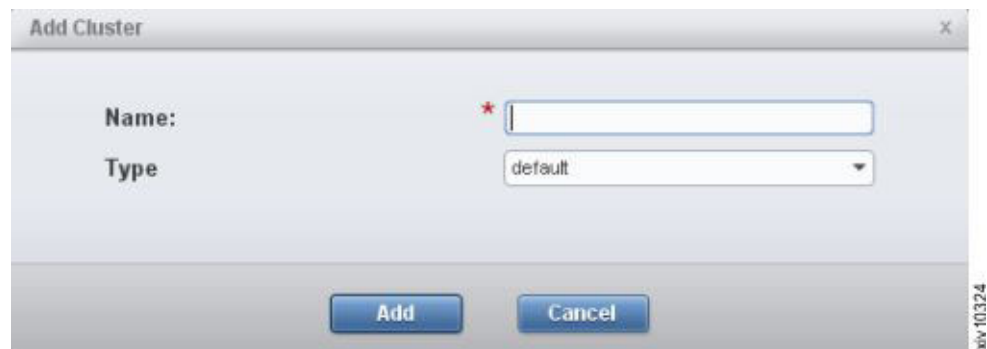 Add Cluster
x
Name:
*
Type
default
Add
Cancel
xiv10324